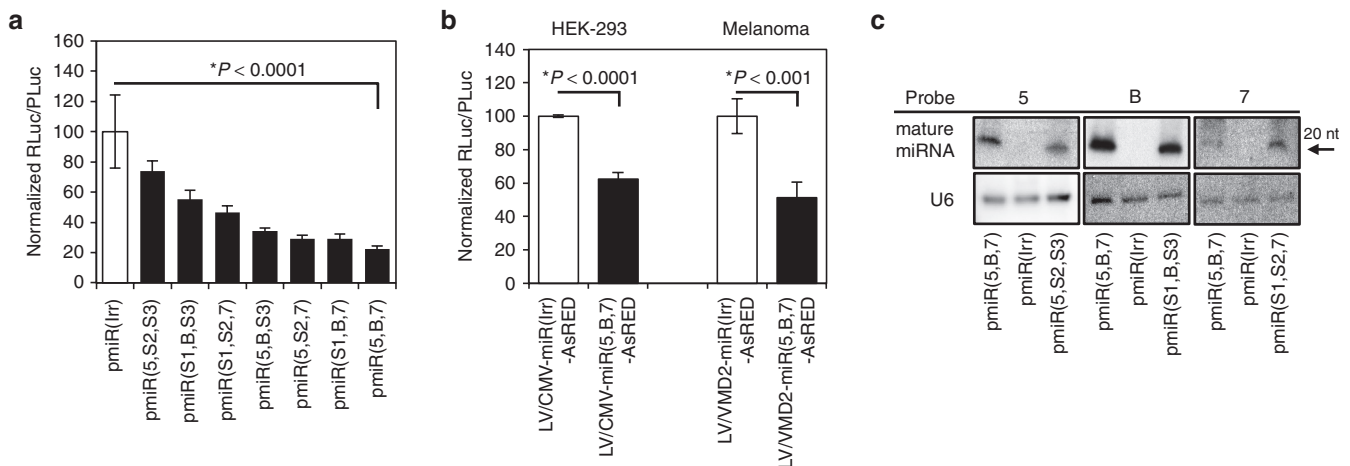 a
160
140
120
100
80
60
40
20
0
Normalized RLuc/PLuc
*P < 0.0001
pmiR(Irr)
pmiR(5,S2,S3)
pmiR(S1,B,S3)
pmiR(S1,S2,7)
pmiR(5,B,S3)
pmiR(5,S2,7)
pmiR(S1,B,7)
pmiR(5,B,7)
b
HEK-293
Melanoma
140
120
100
80
60
40
20
0
Normalized RLuc/PLuc
*P < 0.0001
*P < 0.001
LV/CMV-miR(Irr)
-AsRED
LV/CMV-miR(5,B,7)
-AsRED
LV/VMD2-miR(Irr)
-AsRED
LV/VMD2-miR(5,B,7)
-AsRED
c
Probe 5 B 7
mature
miRNA
20 nt
U6
pmiR(5,B,7)
pmiR(Irr)
pmiR(5,S2,S3)
pmiR(5,B,7)
pmiR(Irr)
pmiR(S1,B,S3)
pmiR(5,B,7)
pmiR(Irr)
pmiR(S1,S2,7)